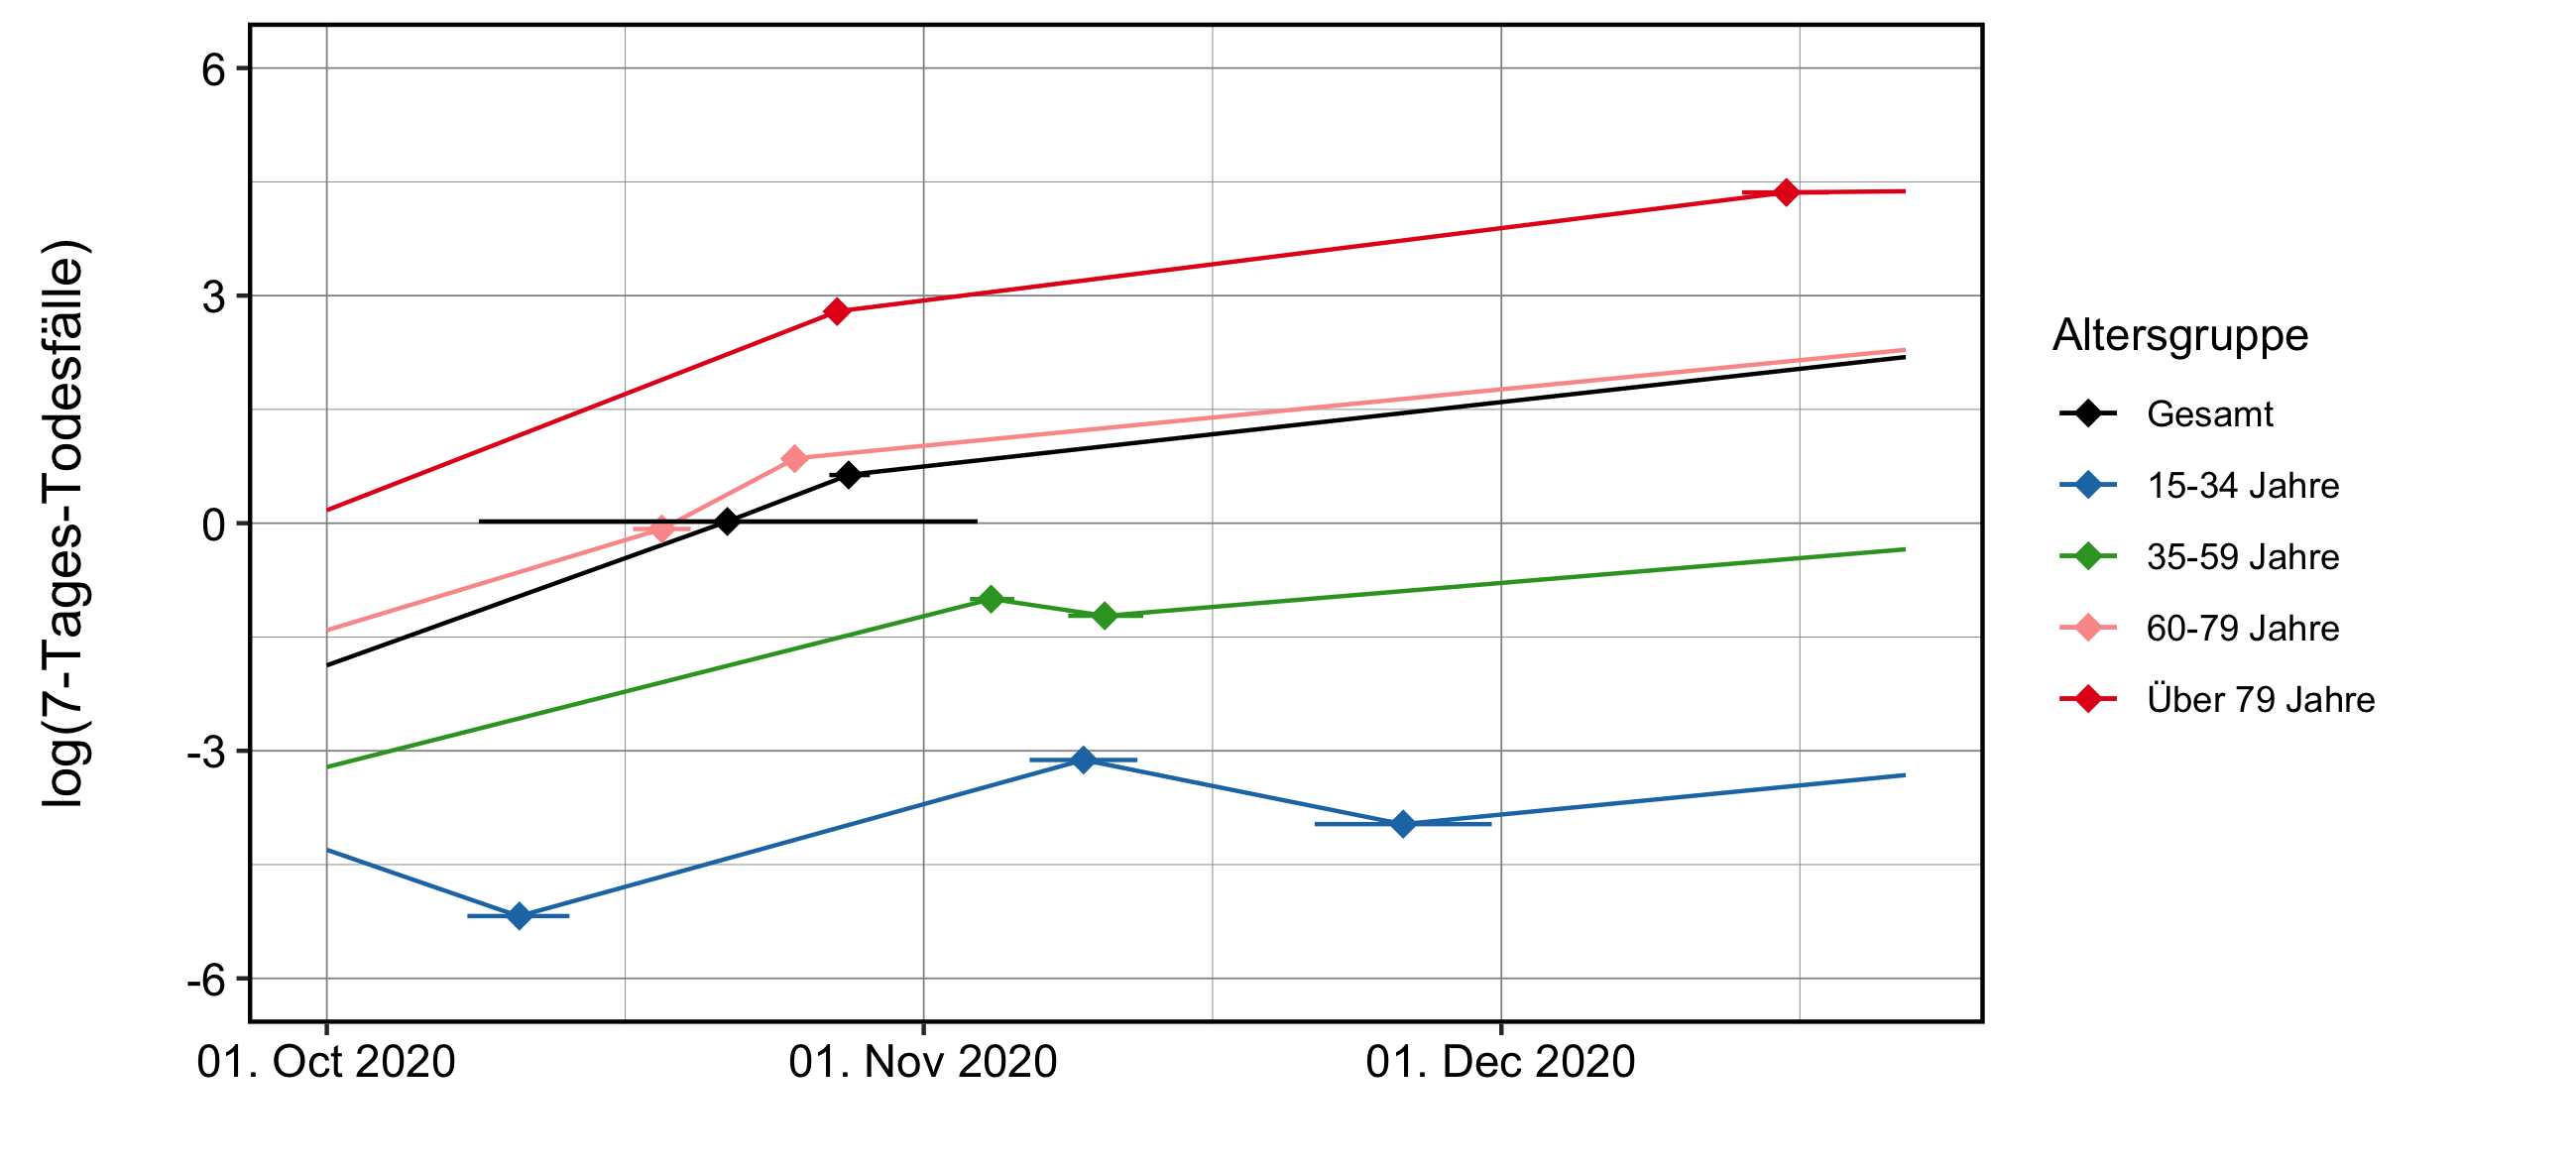 log(7-Tages-Todesfälle)
6
3
0
-3
-6
01. Oct 2020
01. Nov 2020
01. Dec 2020
Altersgruppe
Gesamt
15-34 Jahre
35-59 Jahre
60-79 Jahre
Über 79 Jahre